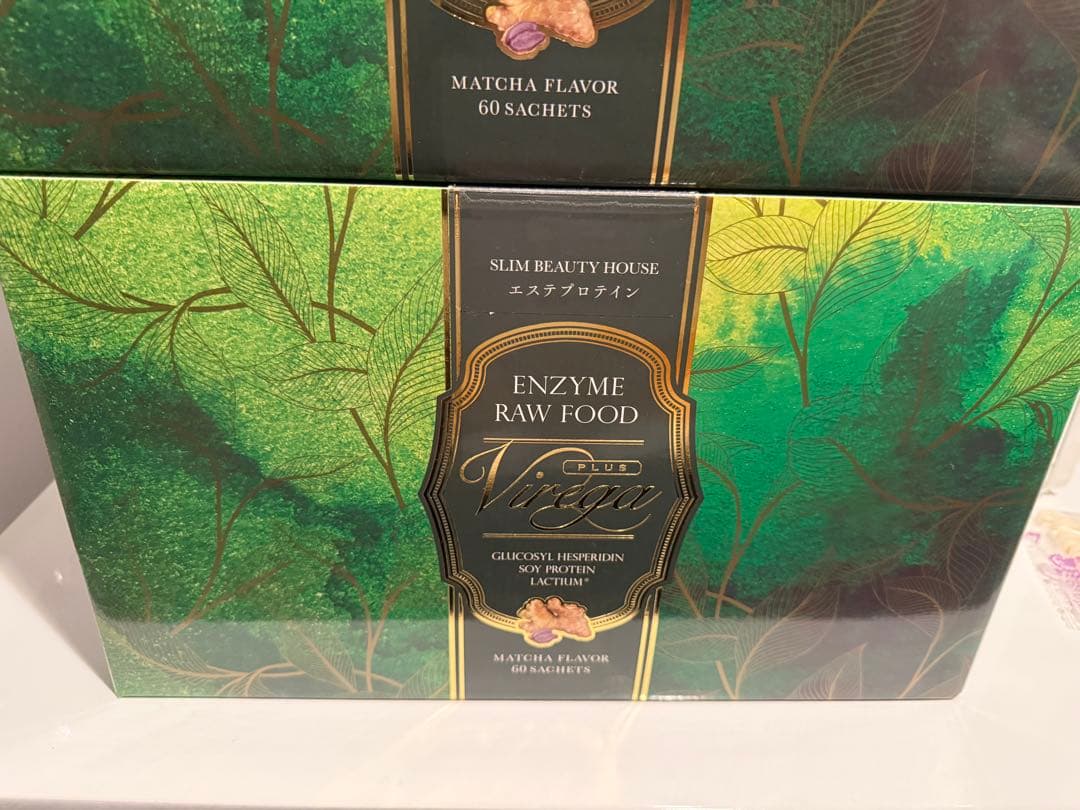 MATCHA FLAVOR
60 SACHETS
SLIM BEAUTY HOUSE
エステプロテイン
ENZYME
RAW FOOD
PLUS
Virega
GLUCOSYL HESPERIDIN
SOY PROTEIN
LACTIUM®
MATCHA FLAVOR
60 SACHETS